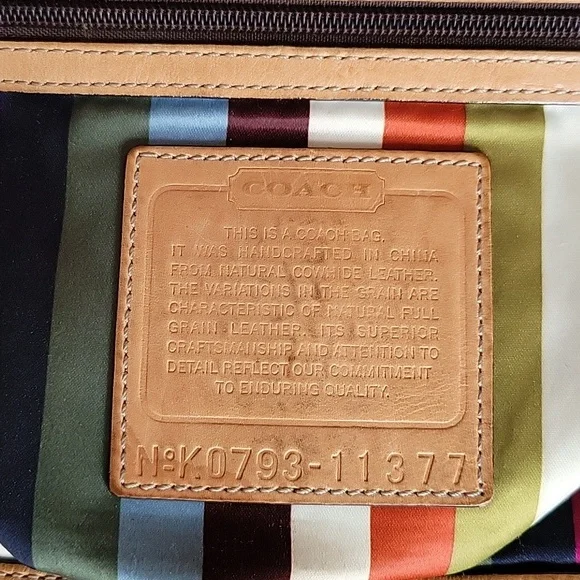 COACH
THIS IS A COACH BAG.
IT WAS HANDCRAFTED IN CHINA
FROM NATURAL COWHIDE LEATHER.
THE VARIATIONS IN THE GRAIN ARE
CHARACTERISTIC OF NATURAL FULL
GRAIN LEATHER. ITS SUPERIOR
CRAFTSMANSHIP AND ATTENTION TO
DETAIL REFLECT OUR COMMITMENT
TO ENDURING QUALITY.
NºK0793-11377